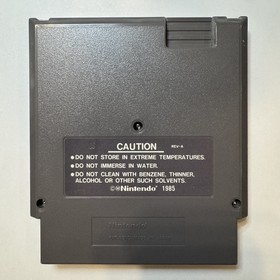 CAUTION REV-A
● DO NOT STORE IN EXTREME TEMPERATURES.
● DO NOT IMMERSE IN WATER.
● DO NOT CLEAN WITH BENZENE, THINNER,
ALCOHOL OR OTHER SUCH SOLVENTS.
©®Nintendo® 1985